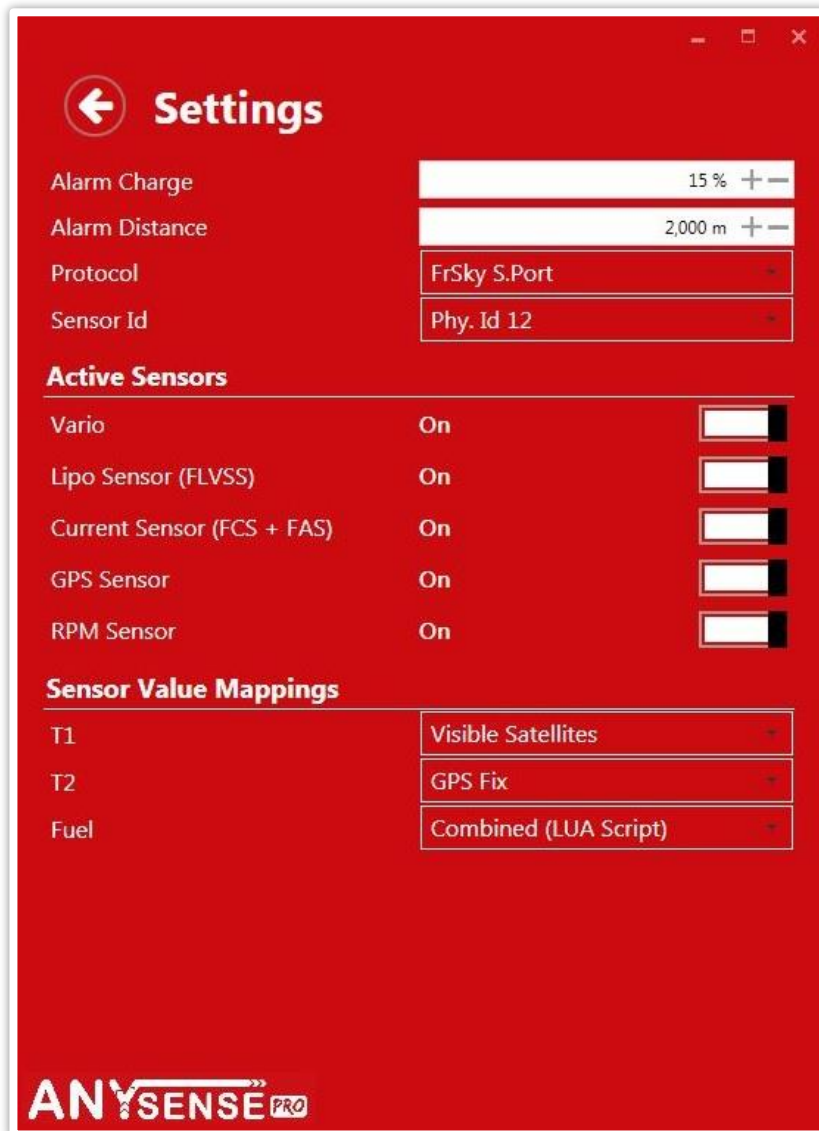 Settings
Alarm Charge 15 %
Alarm Distance 2,000 m
Protocol FrSky S.Port
Sensor Id Phy. Id 12
Active Sensors
Vario On
Lipo Sensor (FLVSS) On
Current Sensor (FCS + FAS) On
GPS Sensor On
RPM Sensor On
Sensor Value Mappings
T1 Visible Satellites
T2 GPS Fix
Fuel Combined (LUA Script)
ANYSENSE PRO